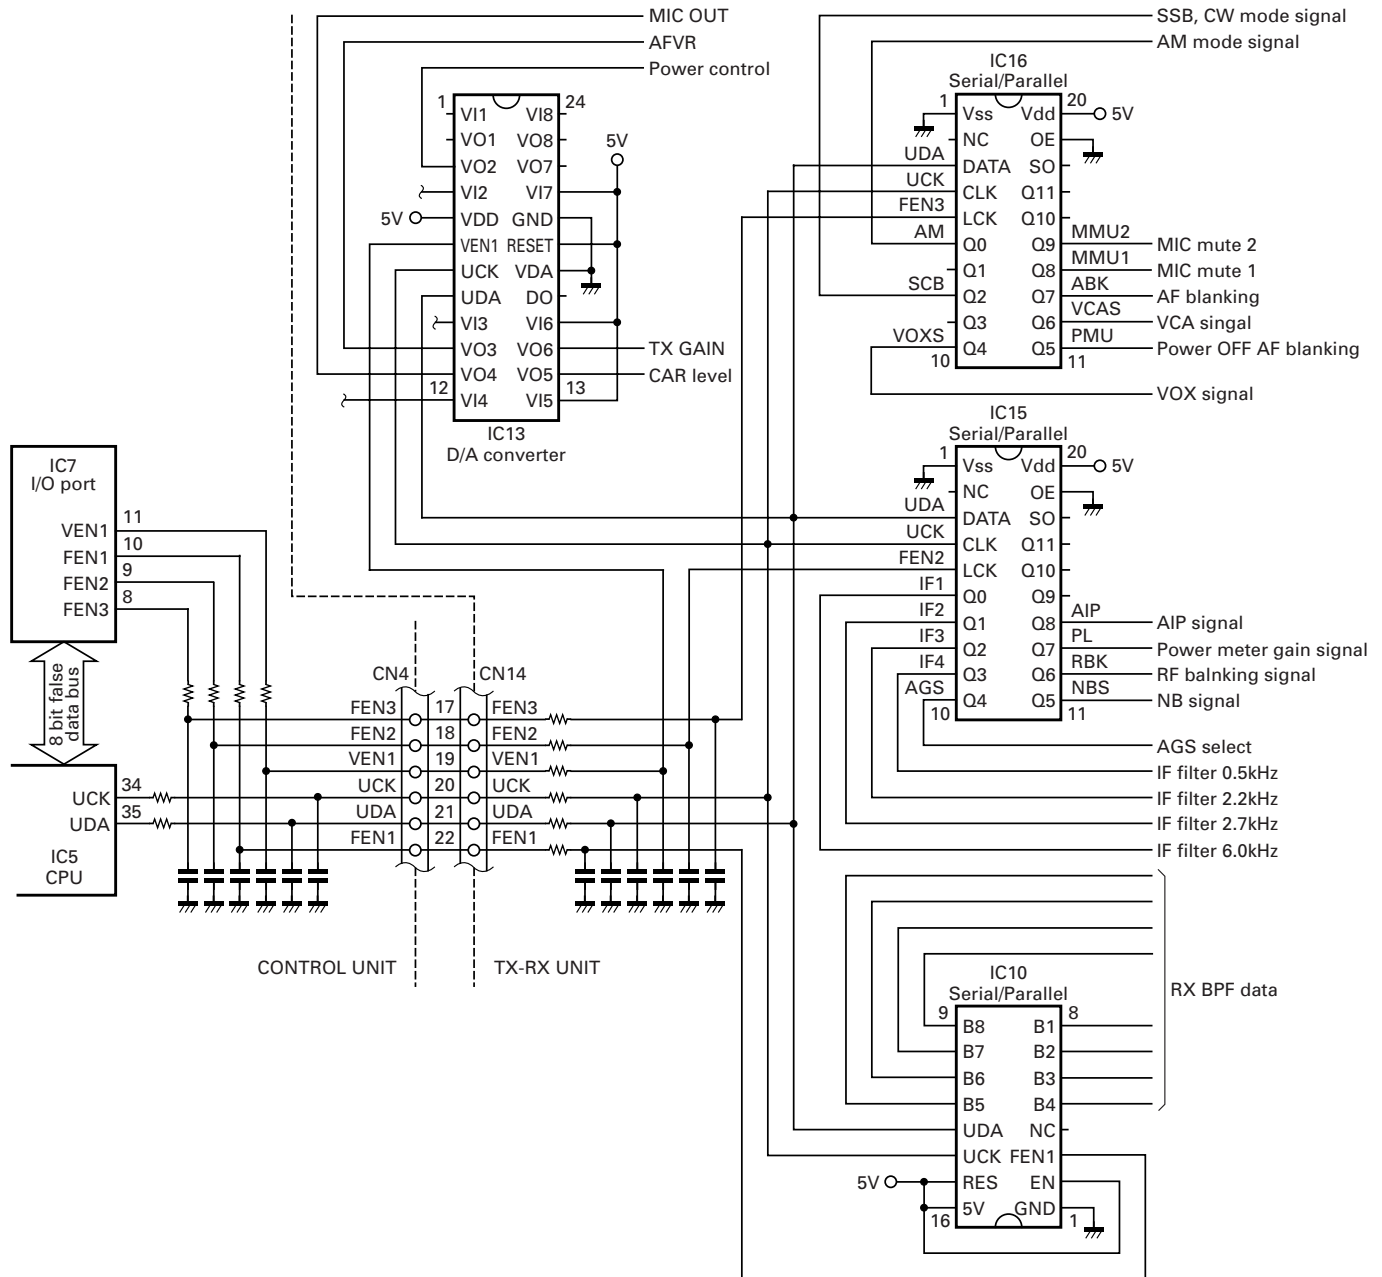 MIC OUT
AFVR
Power control
1 24
VI1 VI8
VO1 VO8
VO2 VO7
VI2 VI7
5V VDD GND
VEN1 RESET
UCK VDA
UDA DO
VI3 VI6
VO3 VO6 TX GAIN
VO4 VO5 CAR level
12 13
VI4 VI5
5V
IC13
D/A converter
SSB, CW mode signal
AM mode signal
IC16
Serial/Parallel
1 20
Vss Vdd 5V
NC OE
UDA DATA SO
UCK CLK Q11
FEN3 LCK Q10
AM Q0 Q9 MMU2 MIC mute 2
Q1 Q8 MMU1 MIC mute 1
SCB Q2 Q7 ABK AF blanking
Q3 Q6 VCAS VCA singal
VOXS Q4 Q5 PMU Power OFF AF blanking
10 11
VOX signal
IC15
Serial/Parallel
1 20
Vss Vdd 5V
NC OE
UDA DATA SO
UCK CLK Q11
FEN2 LCK Q10
IF1 Q0 Q9
IF2 Q1 Q8 AIP AIP signal
IF3 Q2 Q7 PL Power meter gain signal
IF4 Q3 Q6 RBK RF balnking signal
AGS Q4 Q5 NBS NB signal
10 11
AGS select
IF filter 0.5kHz
IF filter 2.2kHz
IF filter 2.7kHz
IF filter 6.0kHz
IC7
I/O port
VEN1 11
FEN1 10
FEN2 9
FEN3 8
8 bit false
data bus
UCK 34
UDA 35
IC5
CPU
CN4 CN14
FEN3 17 FEN3
FEN2 18 FEN2
VEN1 19 VEN1
UCK 20 UCK
UDA 21 UDA
FEN1 22 FEN1
CONTROL UNIT TX-RX UNIT
IC10
Serial/Parallel
9 8
B8 B1
B7 B2
B6 B3
B5 B4
UDA NC
UCK FEN1
5V RES EN
5V GND
16 1
RX BPF data